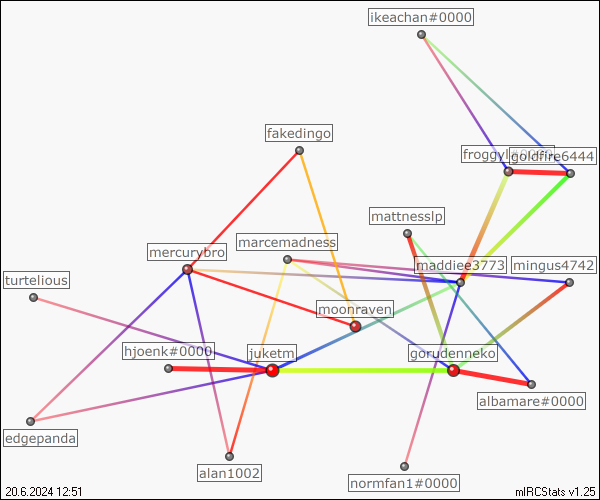 ikeachan#0000
fakedingo
goldfire6444
mattnesslp
marcemadness
mercurybro
maddiee3773
mingus4742
turtelious
moonraven
hjoenk#0000
juketm
gorudenneko
albamare#0000
edgepanda
alan1002
normfan1#0000
20.6.2024 12:51
mIRCStats v1.25